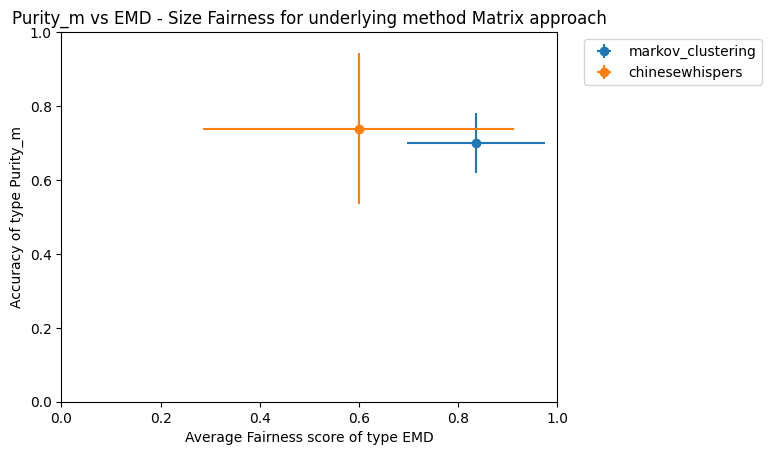 Purity_m vs EMD - Size Fairness for underlying method Matrix approach
markov_clustering
chinesewhispers
Accuracy of type Purity_m
1.0
0.8
0.6
0.4
0.2
0.0
0.0 0.2 0.4 0.6 0.8 1.0
Average Fairness score of type EMD